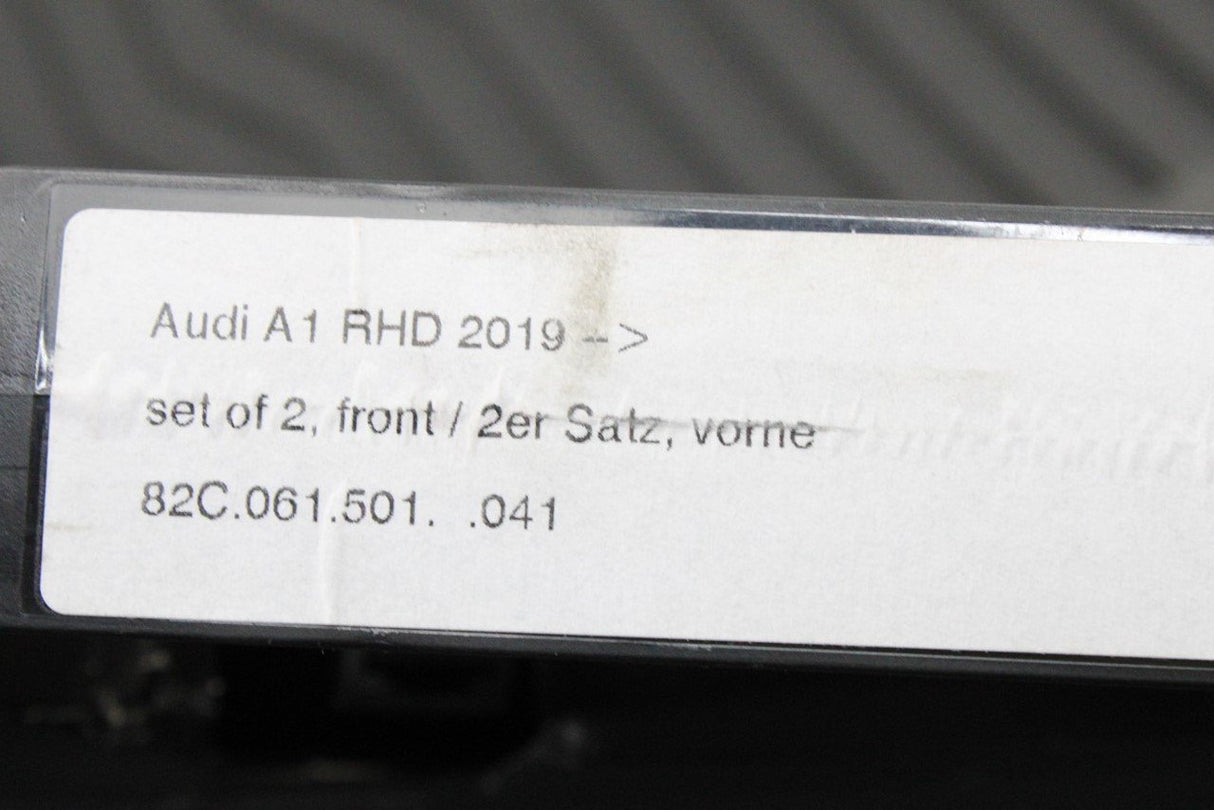 Audi A1 RHD 2019 -->
set of 2, front / 2er Satz, vorne
82C.061.501. .041